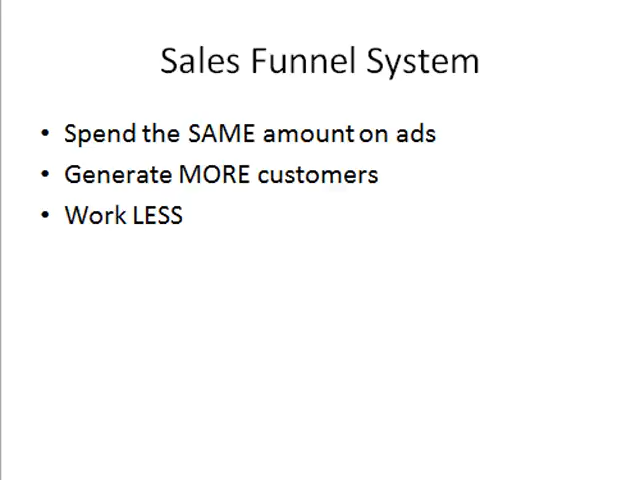 Sales Funnel System
• Spend the SAME amount on ads
• Generate MORE customers
• Work LESS